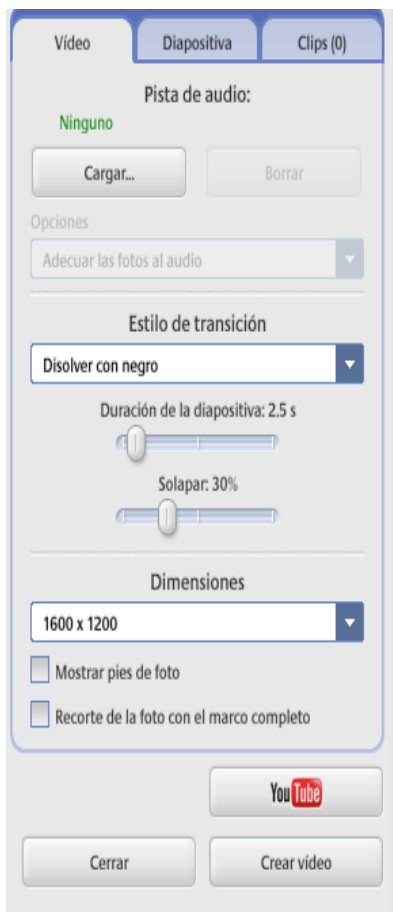 Vídeo Diapositiva Clips (0)
Pista de audio:
Ninguno
Cargar... Borrar
Opciones
Adecuar las fotos al audio
Estilo de transición
Disolver con negro
Duración de la diapositiva: 2.5 s
Solapar: 30%
Dimensiones
1600 x 1200
Mostrar pies de foto
Recorte de la foto con el marco completo
YouTube
Cerrar Crear vídeo